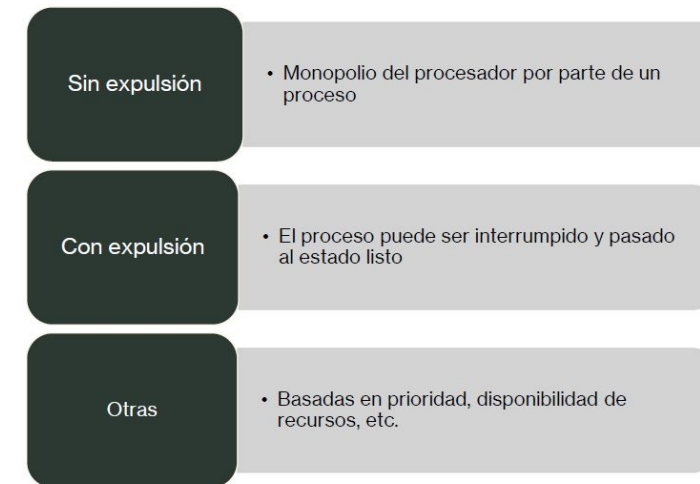 Sin expulsión
• Monopolio del procesador por parte de un
proceso
Con expulsión
• El proceso puede ser interrumpido y pasado
al estado listo
Otras
• Basadas en prioridad, disponibilidad de
recursos, etc.